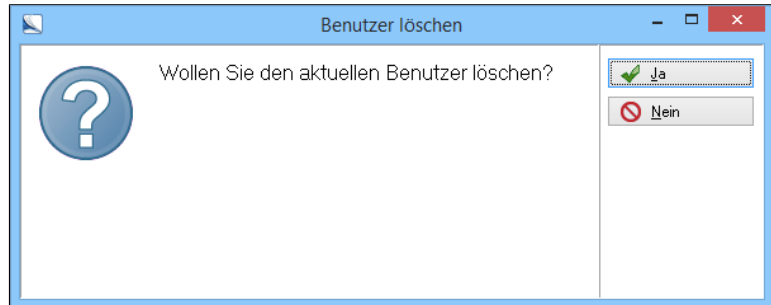 Benutzer löschen
Wollen Sie den aktuellen Benutzer löschen?
Ja
Nein